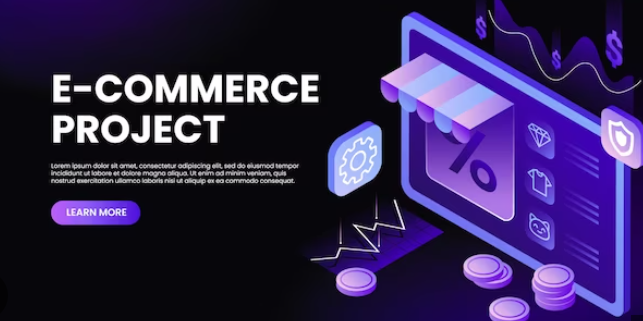 E-COMMERCE
PROJECT
Lorem ipsum dolor sit amet, consectetur adipiscing elit, sed do eiusmod tempor
incididunt ut labore et dolore magna aliqua. Ut enim ad minim veniam, quis
nostrud exercitation ullamco laboris nisi ut aliquip ex ea commodo consequat.
LEARN MORE
$
$
$
%